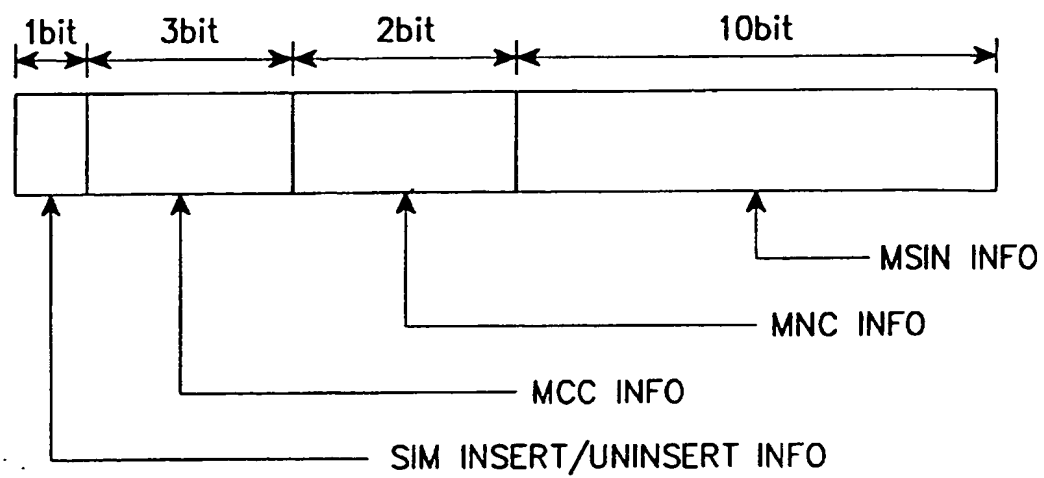 1bit 3bit 2bit 10bit
MSIN INFO
MNC INFO
MCC INFO
SIM INSERT/UNINSERT INFO